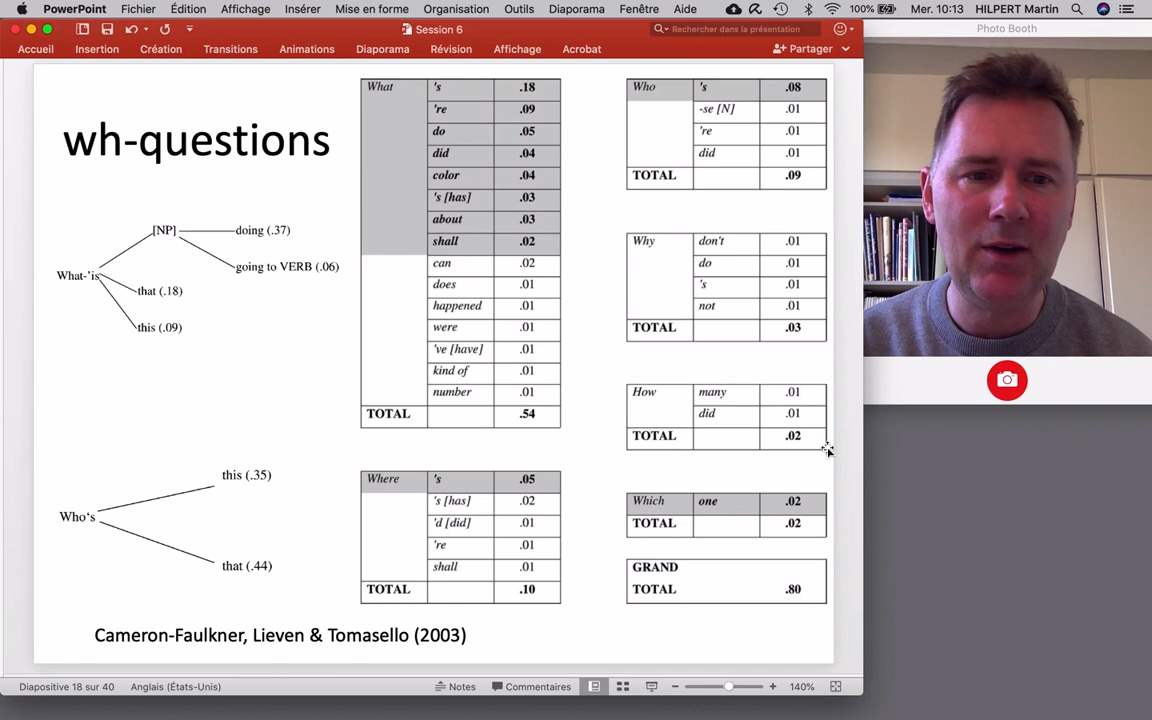 PowerPoint Fichier Édition Affichage Insérer Mise en forme Organisation Outils Diaporama Fenêtre Aide 100% Mer. 10:13 HILPERT Martin
Session 6
Rechercher dans la présentation
Photo Booth
Accueil Insertion Création Transitions Animations Diaporama Révision Affichage Acrobat Partager
wh-questions
[NP] doing (.37)
going to VERB (.06)
What-'is
that (.18)
this (.09)
Who's
this (.35)
that (.44)
What 's .18
're .09
do .05
did .04
color .04
's [has] .03
about .03
shall .02
can .02
does .01
happened .01
were .01
've [have] .01
kind of .01
number .01
TOTAL .54
Where 's .05
's [has] .02
'd [did] .01
're .01
shall .01
TOTAL .10
Who 's .08
-se [N] .01
're .01
did .01
TOTAL .09
Why don't .01
do .01
's .01
not .01
TOTAL .03
How many .01
did .01
TOTAL .02
Which one .02
TOTAL .02
GRAND
TOTAL .80
Cameron-Faulkner, Lieven & Tomasello (2003)
Diapositive 18 sur 40 Anglais (États-Unis) Notes Commentaires 140%